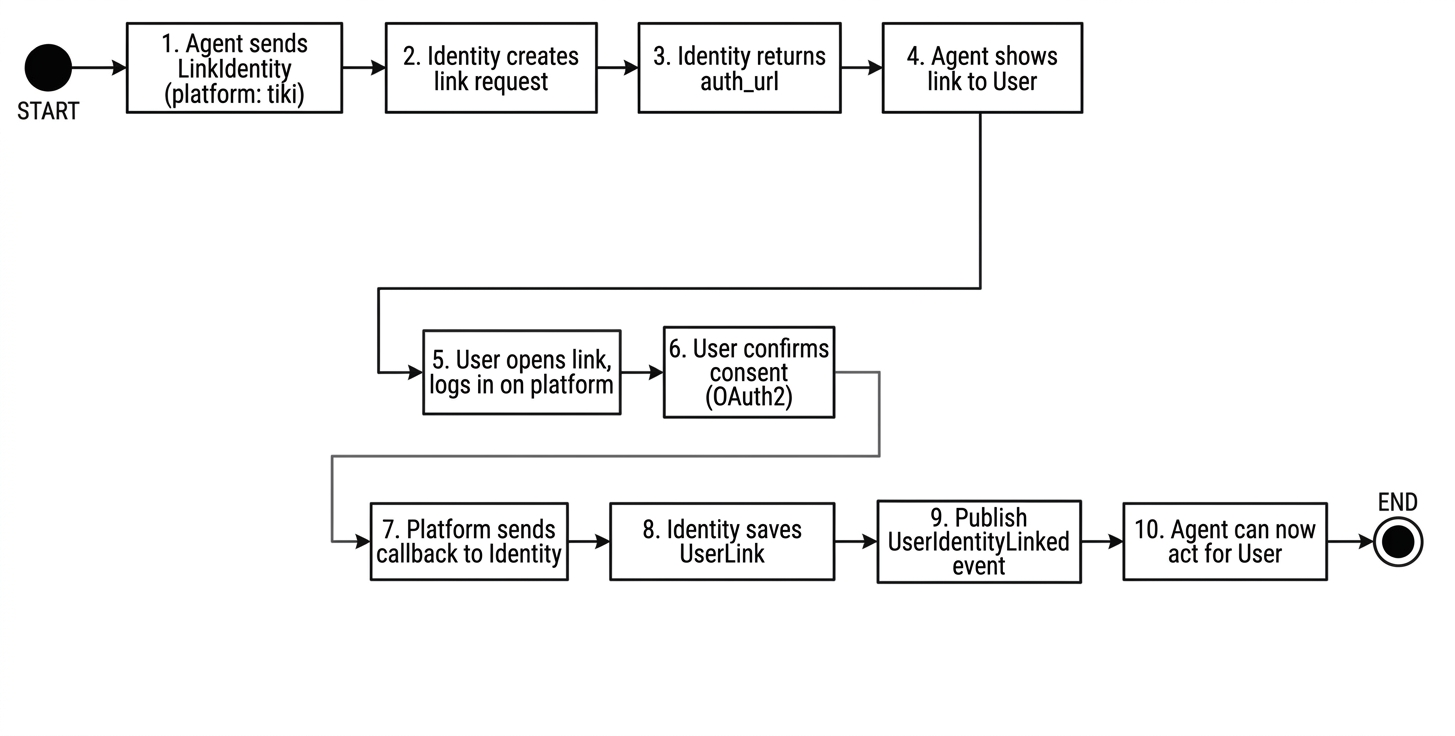 START
1. Agent sends
LinkIdentity
(platform: tiki)
2. Identity creates
link request
3. Identity returns
auth_url
4. Agent shows
link to User
5. User opens link,
logs in on platform
6. User confirms
consent
(OAuth2)
7. Platform sends
callback to Identity
8. Identity saves
UserLink
9. Publish
UserIdentityLinked
event
10. Agent can now
act for User
END